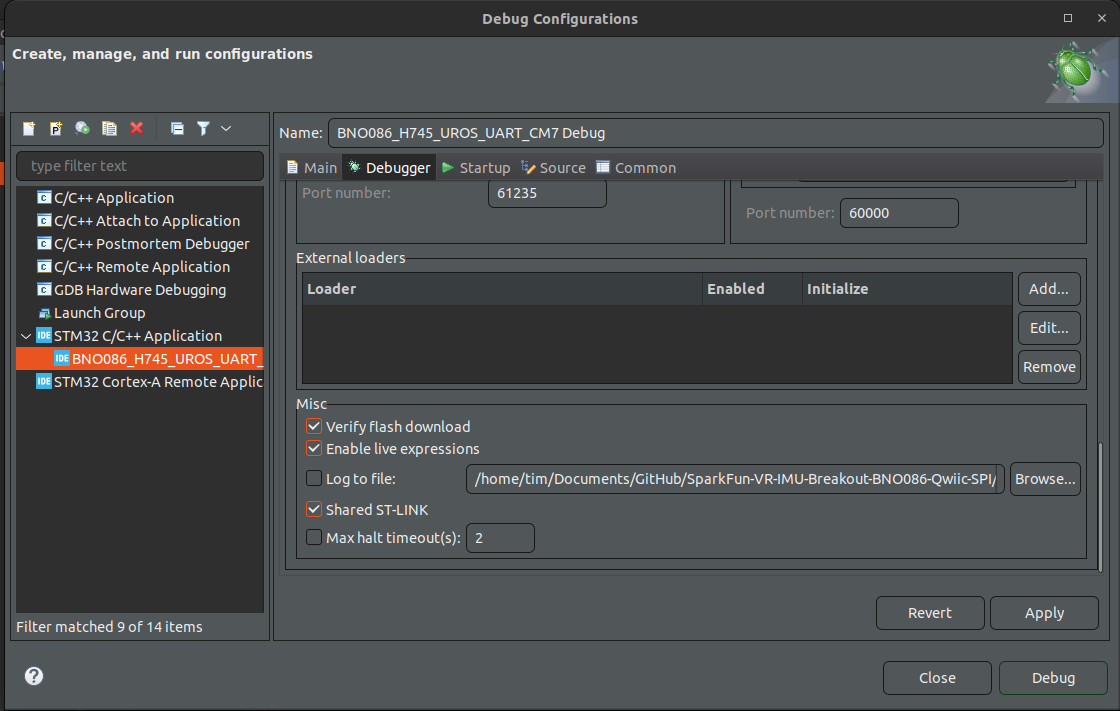 Debug Configurations
Create, manage, and run configurations
Name: BNO086_H745_UROS_UART_CM7 Debug
type filter text
C/C++ Application
C/C++ Attach to Application
C/C++ Postmortem Debugger
C/C++ Remote Application
GDB Hardware Debugging
Launch Group
IDE STM32 C/C++ Application
IDE BNO086_H745_UROS_UART_
IDE STM32 Cortex-A Remote Applic
Filter matched 9 of 14 items
Main Debugger Startup Source Common
Port number: 61235
Port number: 60000
External loaders
Loader Enabled Initialize
Add...
Edit...
Remove
Misc
Verify flash download
Enable live expressions
Log to file: /home/tim/Documents/GitHub/SparkFun-VR-IMU-Breakout-BNO086-Qwiic-SPI/ Browse...
Shared ST-LINK
Max halt timeout(s): 2
Revert Apply
? Close Debug